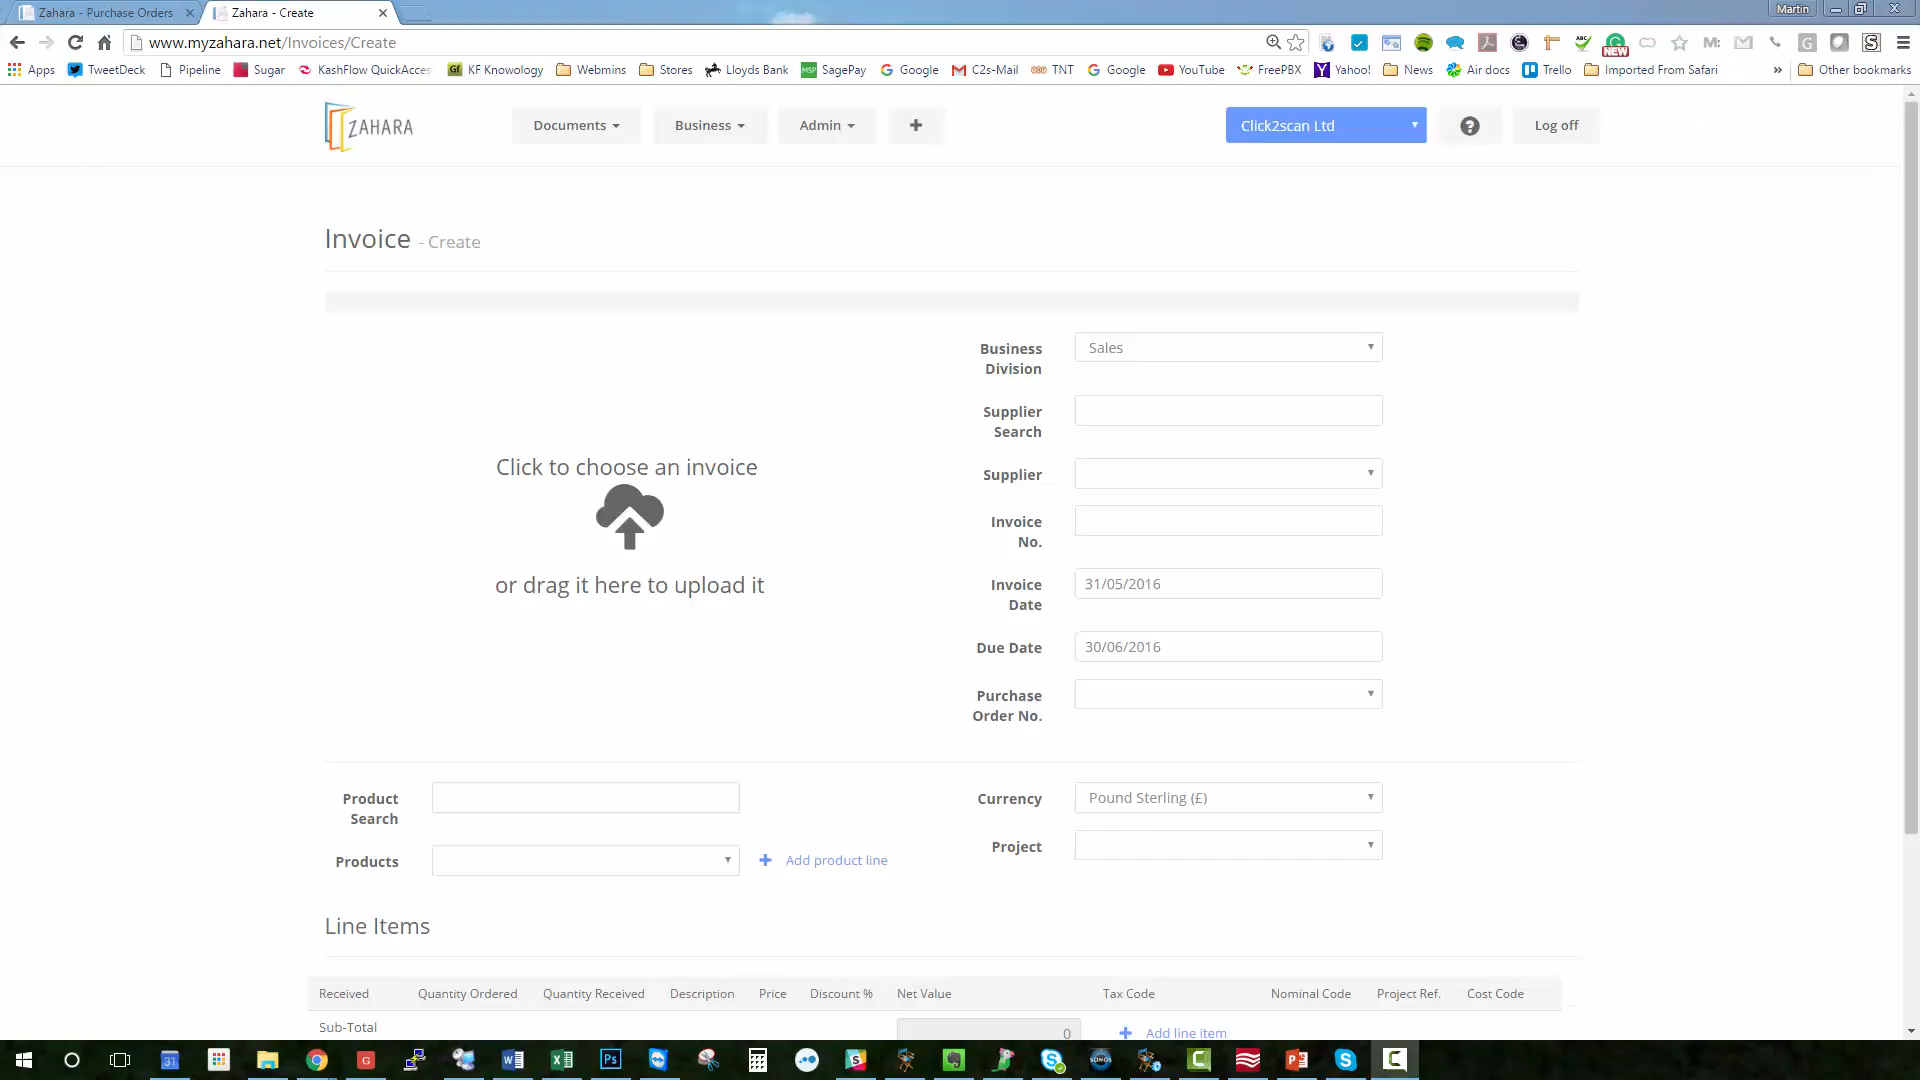 Zahara - Purchase Orders
Zahara - Create
Martin
www.myzahara.net/Invoices/Create
Apps
TweetDeck
Pipeline
Sugar
KashFlow QuickAcces
KF Knowology
Webmins
Stores
Lloyds Bank
SagePay
Google
C2s-Mail
TNT
Google
YouTube
FreePBX
Yahoo!
News
Air docs
Trello
Imported From Safari
»
Other bookmarks
ZAHARA
Documents
Business
Admin
Click2scan Ltd
Log off
Invoice - Create
Click to choose an invoice
or drag it here to upload it
Business
Division
Sales
Supplier
Search
Supplier
Invoice
No.
Invoice
Date
31/05/2016
Due Date
30/06/2016
Purchase
Order No.
Product
Search
Products
Add product line
Currency
Pound Sterling (£)
Project
Line Items
Received Quantity Ordered Quantity Received Description Price Discount % Net Value Tax Code Nominal Code Project Ref. Cost Code
Sub-Total
0
Add line item